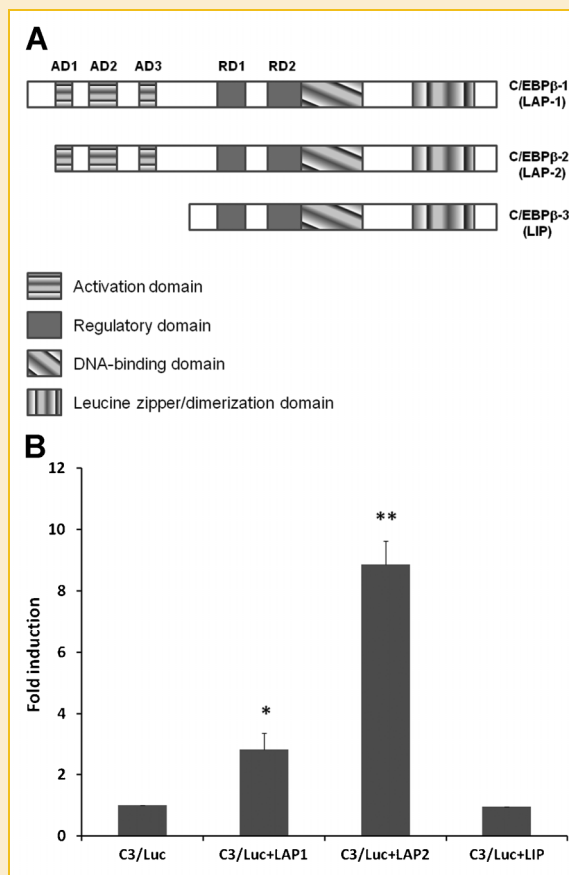 A
AD1 AD2 AD3 RD1 RD2
C/EBPβ-1
(LAP-1)
C/EBPβ-2
(LAP-2)
C/EBPβ-3
(LIP)
Activation domain
Regulatory domain
DNA-binding domain
Leucine zipper/dimerization domain
B
Fold induction
12
10
8
6
4
2
0
*
**
C3/Luc C3/Luc+LAP1 C3/Luc+LAP2 C3/Luc+LIP